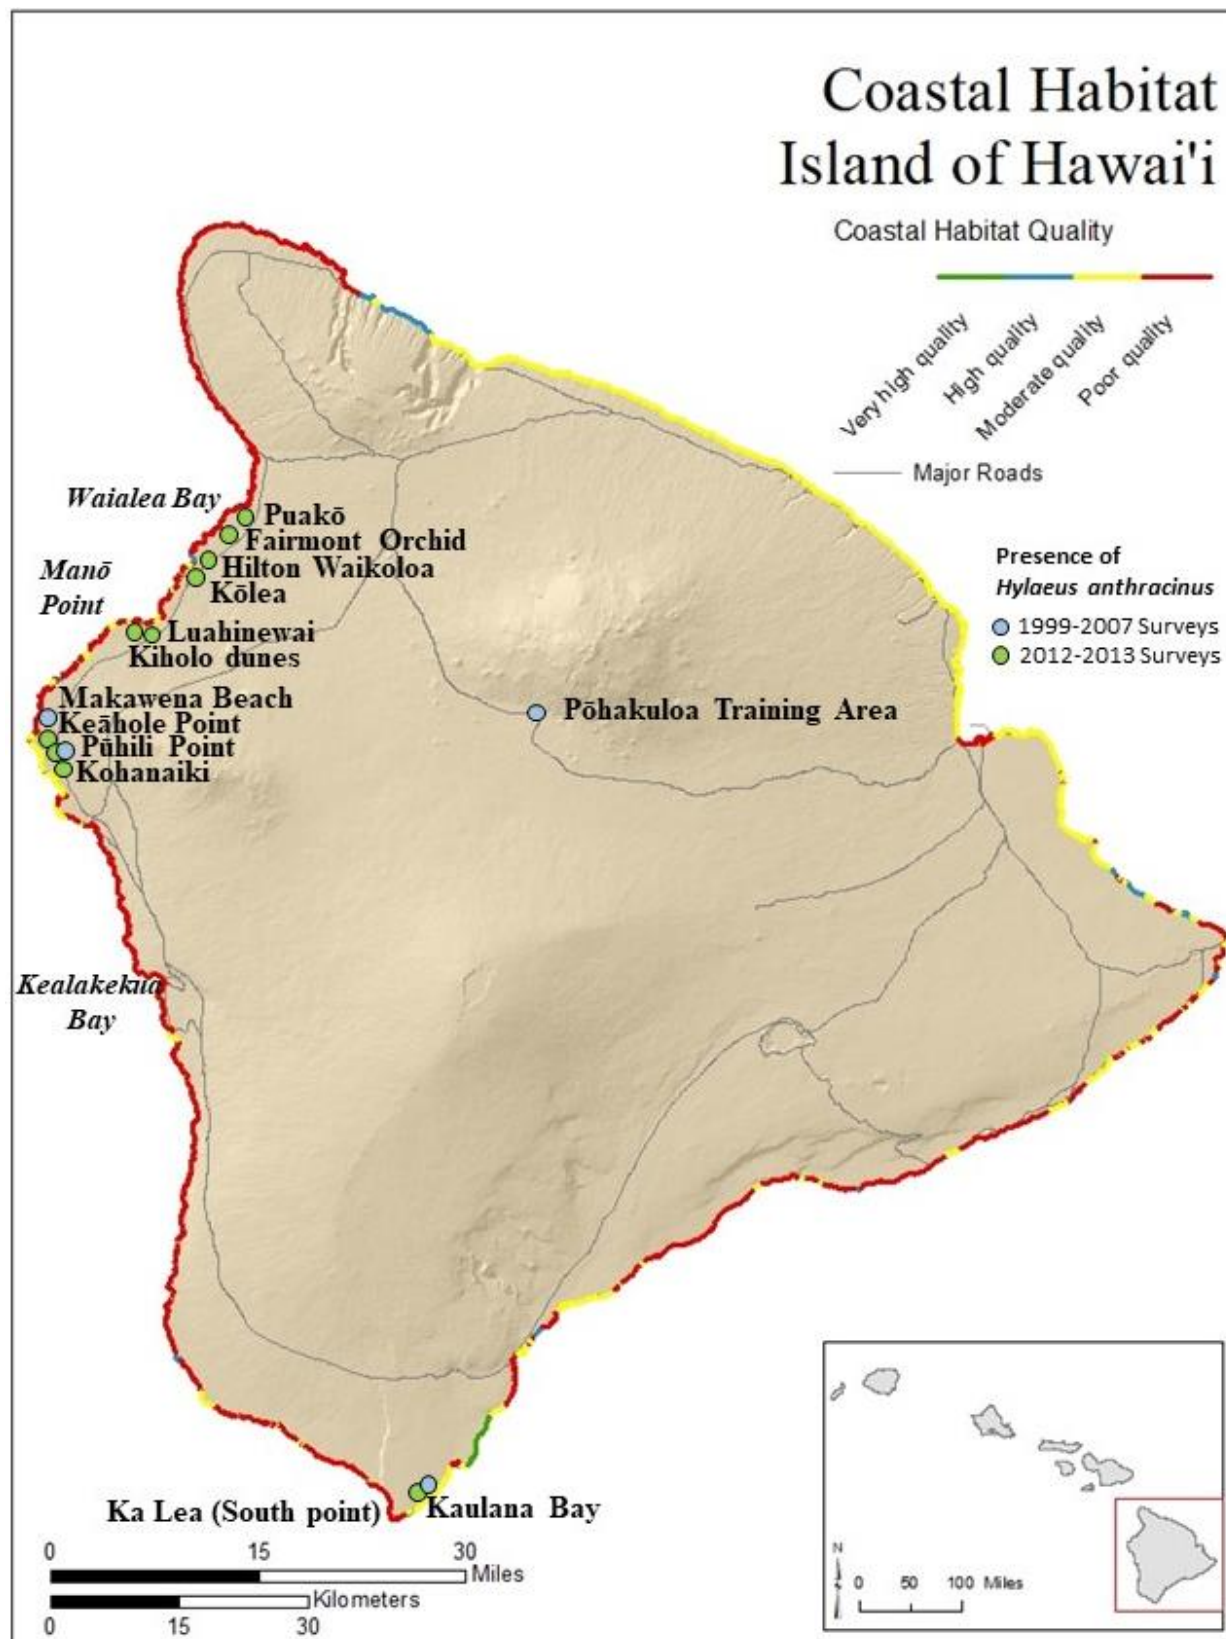 Coastal Habitat
Island of Hawai'i
Coastal Habitat Quality
Very high quality
High quality
Moderate quality
Poor quality
Major Roads
Presence of
Hylaeus anthracinus
1999-2007 Surveys
2012-2013 Surveys
Waialea Bay
Puakō
Fairmont Orchid
Hilton Waikoloa
Kōlea
Manō
Point
Luahinewai
Kiholo dunes
Makawena Beach
Keāhole Point
Pūhili Point
Kohanaiki
Pōhakuloa Training Area
Kealakekua
Bay
Ka Lea (South point)
Kaulana Bay
0 15 30
Miles
Kilometers
0 15 30
N
0 50 100 Miles